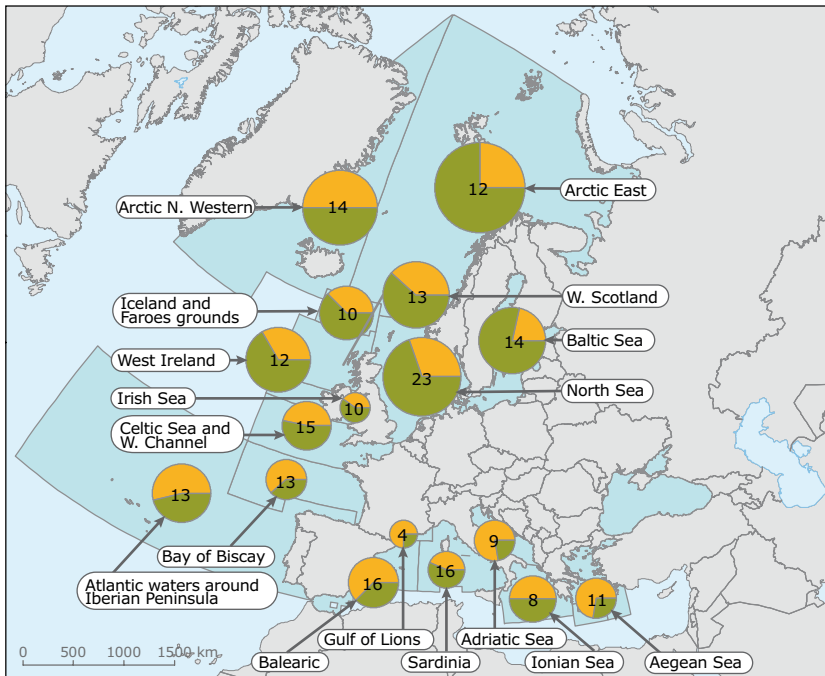 12
Arctic East
14
Arctic N. Western
13
W. Scotland
Iceland and
Faroes grounds
10
14
Baltic Sea
West Ireland
12
23
North Sea
Irish Sea
10
Celtic Sea and
W. Channel
15
13
13
Bay of Biscay
Atlantic waters around
Iberian Peninsula
4
9
16
16
8
11
Gulf of Lions
Adriatic Sea
Balearic
Sardinia
Ionian Sea
Aegean Sea
0 500 1000 1500 km